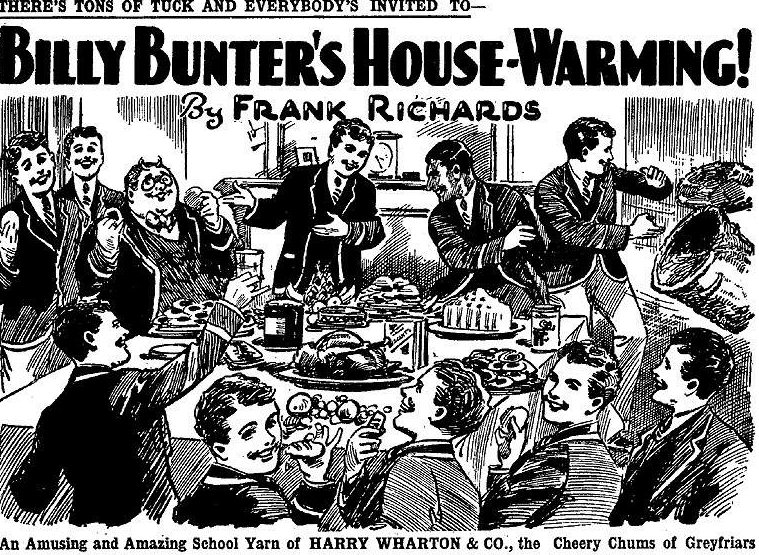 THERE'S TONS OF TUCK AND EVERYBODY'S INVITED TO—
BILLY BUNTER'S HOUSE-WARMING!
By FRANK RICHARDS
An Amusing and Amazing School Yarn of HARRY WHARTON & CO., the Cheery Chums of Greyfriars